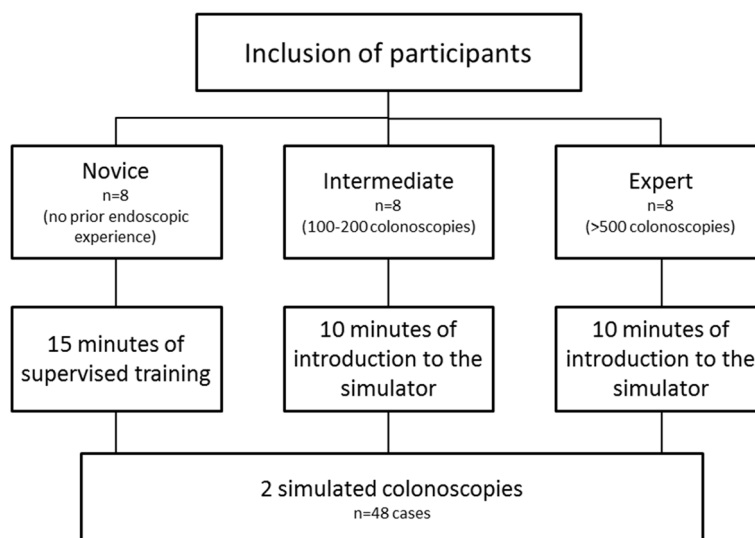 Inclusion of participants
Novice
n=8
(no prior endoscopic
experience)
Intermediate
n=8
(100-200 colonoscopies)
Expert
n=8
(>500 colonoscopies)
15 minutes of
supervised training
10 minutes of
introduction to the
simulator
10 minutes of
introduction to the
simulator
2 simulated colonoscopies
n=48 cases